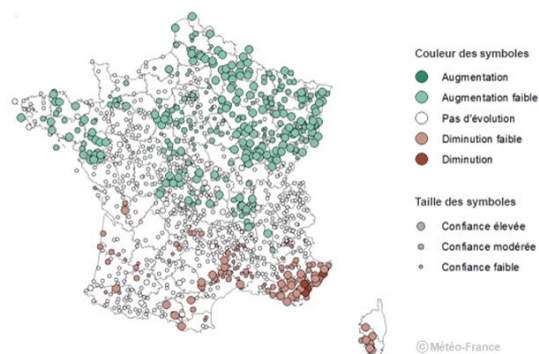 Couleur des symboles
Augmentation
Augmentation faible
Pas d'évolution
Diminution faible
Diminution
Taille des symboles
Confiance élevée
Confiance modérée
Confiance faible
© Météo-France